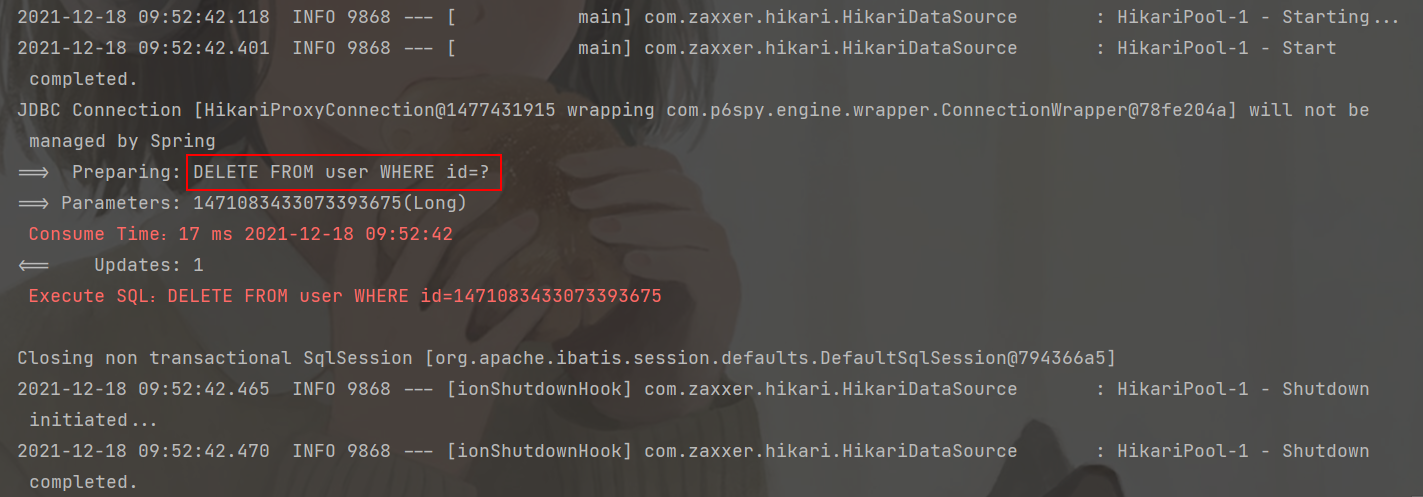 2021-12-18 09:52:42.118  INFO 9868 --- [           main] com.zaxxer.hikari.HikariDataSource       : HikariPool-1 - Starting...
2021-12-18 09:52:42.401  INFO 9868 --- [           main] com.zaxxer.hikari.HikariDataSource       : HikariPool-1 - Start
completed.
JDBC Connection [HikariProxyConnection@1477431915 wrapping com.p6spy.engine.wrapper.ConnectionWrapper@78fe204a] will not be
managed by Spring
==>  Preparing: DELETE FROM user WHERE id=?
==> Parameters: 1471083433073393675(Long)
Consume Time：17 ms 2021-12-18 09:52:42
<==    Updates: 1
Execute SQL：DELETE FROM user WHERE id=1471083433073393675
Closing non transactional SqlSession [org.apache.ibatis.session.defaults.DefaultSqlSession@794366a5]
2021-12-18 09:52:42.465  INFO 9868 --- [ionShutdownHook] com.zaxxer.hikari.HikariDataSource       : HikariPool-1 - Shutdown
initiated...
2021-12-18 09:52:42.470  INFO 9868 --- [ionShutdownHook] com.zaxxer.hikari.HikariDataSource       : HikariPool-1 - Shutdown
completed.